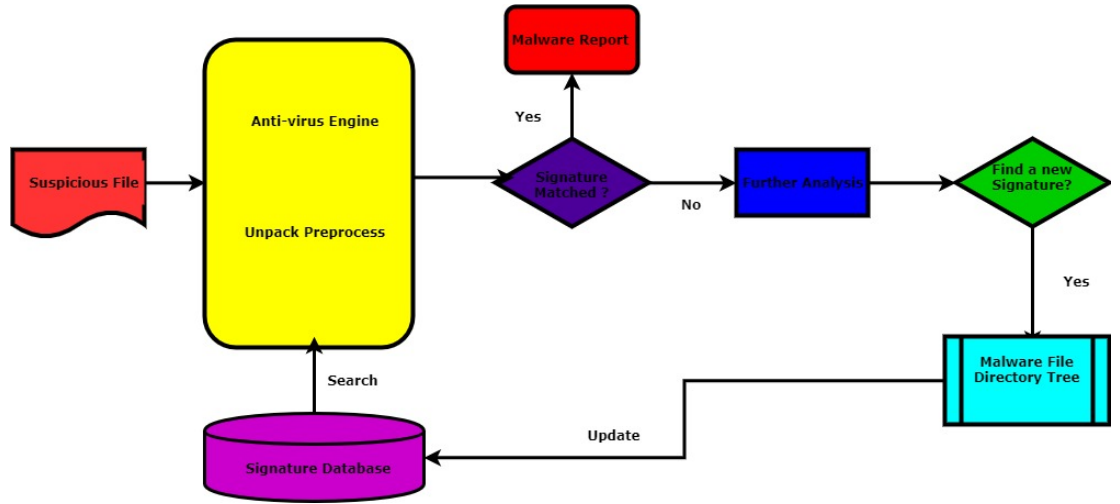 Malware Report
Yes
Anti-virus Engine
Suspicious File
Signature
Matched ?
Further Analysis
Find a new
Signature?
No
Unpack Preprocess
Yes
Malware File
Directory Tree
Search
Update
Signature Database